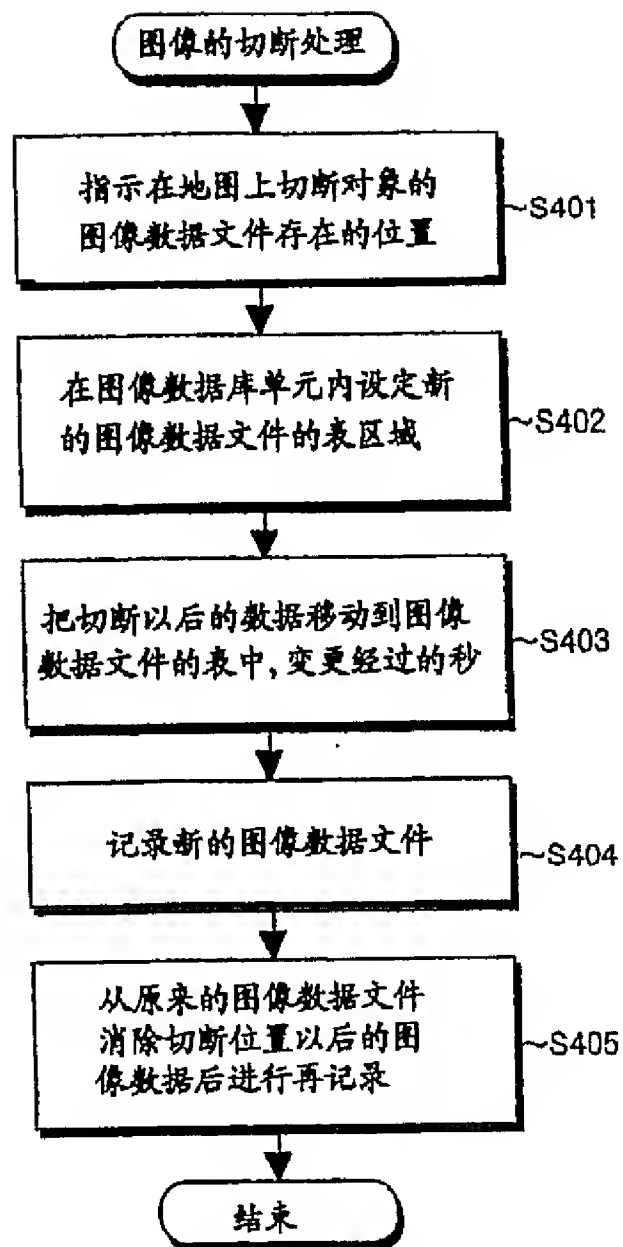 图像的切断处理
指示在地图上切断对象的
图像数据文件存在的位置
~S401
在图像数据库单元内设定新
的图像数据文件的表区域
~S402
把切断以后的数据移动到图像
数据文件的表中,变更经过的秒
~S403
记录新的图像数据文件
~S404
从原来的图像数据文件
消除切断位置以后的图
像数据后进行再记录
~S405
结束